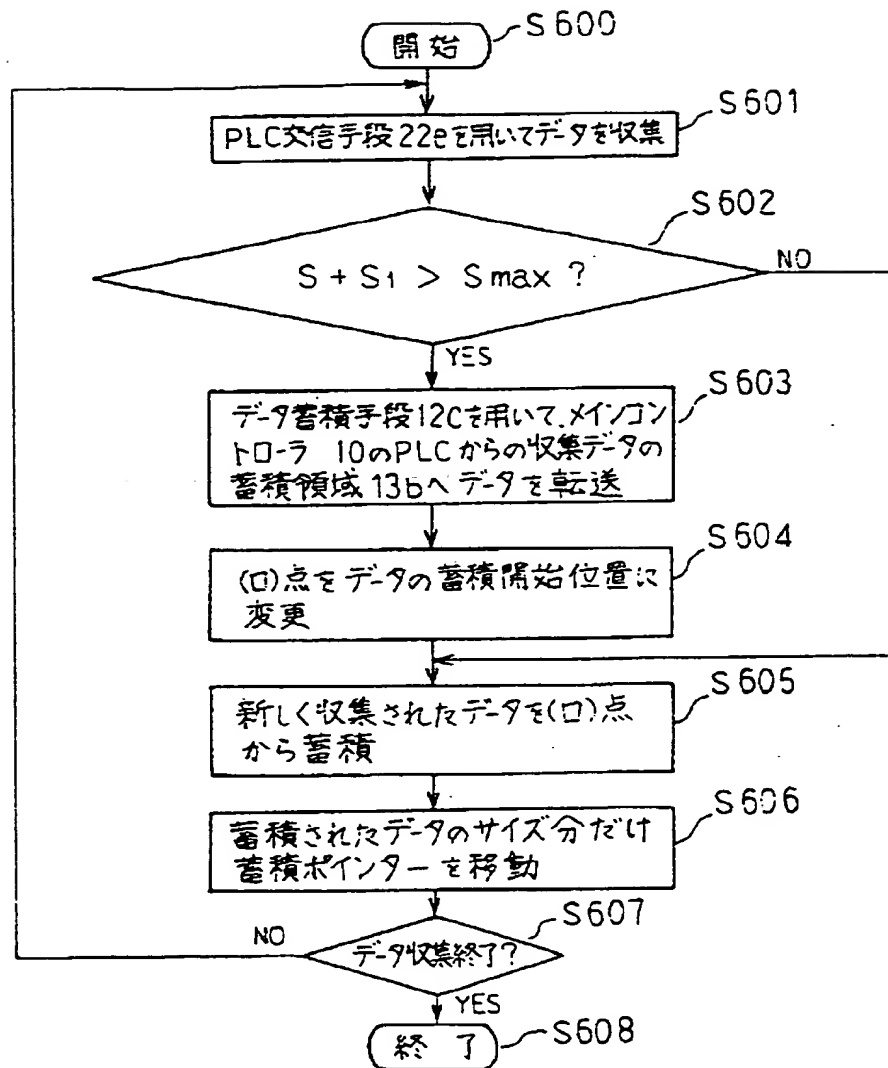 開始
S600
S601
PLC交信手段22eを用いてデータを収集
S602
S + S1 > Smax ?
NO
YES
S603
データ蓄積手段12Cを用いて、メインコン
トローラ 10のPLCからの収集データの
蓄積領域13bへデータを転送
S604
(ロ)点をデータの蓄積開始位置に
変更
S605
新しく収集されたデータを(ロ)点
から蓄積
S606
蓄積されたデータのサイズ分だけ
蓄積ポインターを移動
S607
NO
データ収集終了?
YES
終了
S608